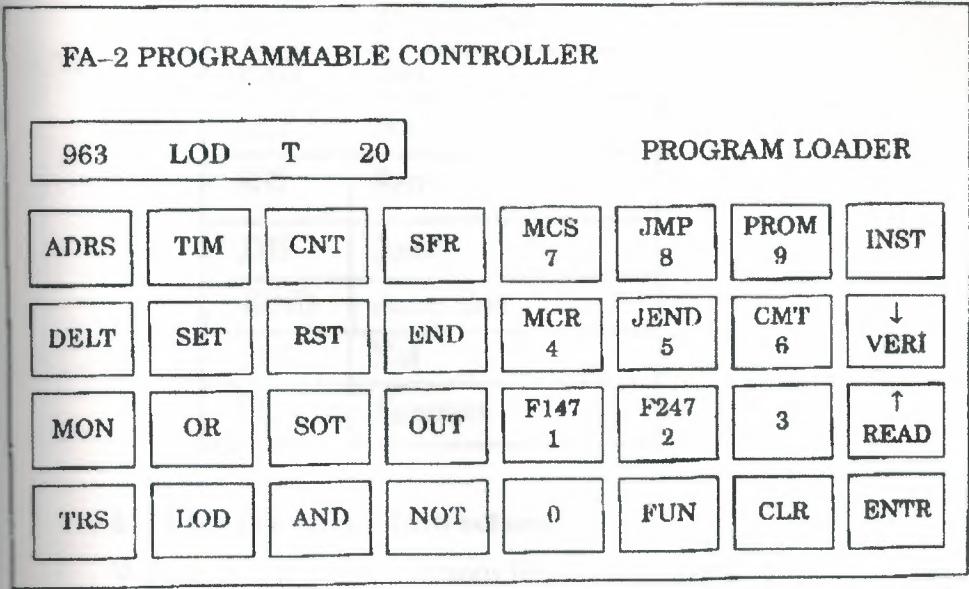 FA-2 PROGRAMMABLE CONTROLLER
963 LOD T 20
PROGRAM LOADER
ADRS TIM CNT SFR MCS JMP PROM INST
7 8 9
DELT SET RST END MCR JEND CMT ↓
4 5 6 VERİ
MON OR SOT OUT F147 F247 3 ↑
1 2 READ
TRS LOD AND NOT 0 FUN CLR ENTR